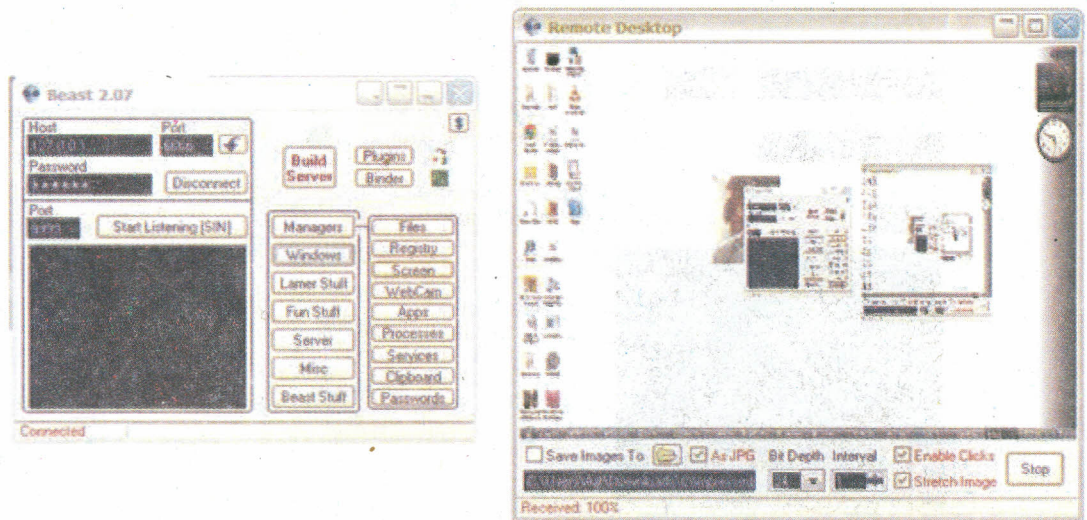 Beast 2.07
Host
Port
Password
Disconnect
Port
Start Listening (SIN)
$
Build Server
Plugins
Binder
Managers
Windows
Lamer Stuff
Fun Stuff
Server
Misc
Beast Stuff
Files
Registry
Screen
WebCam
Apps
Processes
Services
Clipboard
Passwords
Connected
Remote Desktop
Save Images To
As JPG
Bit Depth
Interval
Enable Clicks
Stretch Image
Stop
Received: 100%